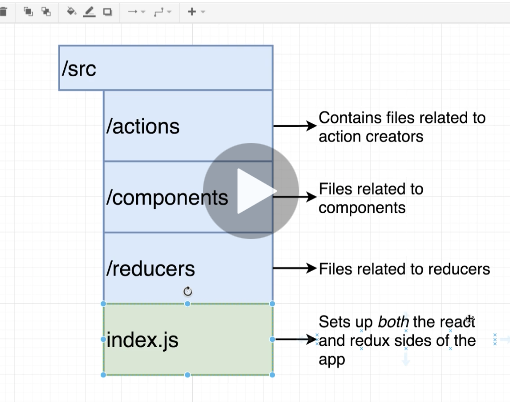 /src
/actions
Contains files related to
action creators
/components
Files related to
components
/reducers
Files related to reducers
index.js
Sets up both the react
and redux sides of the
app